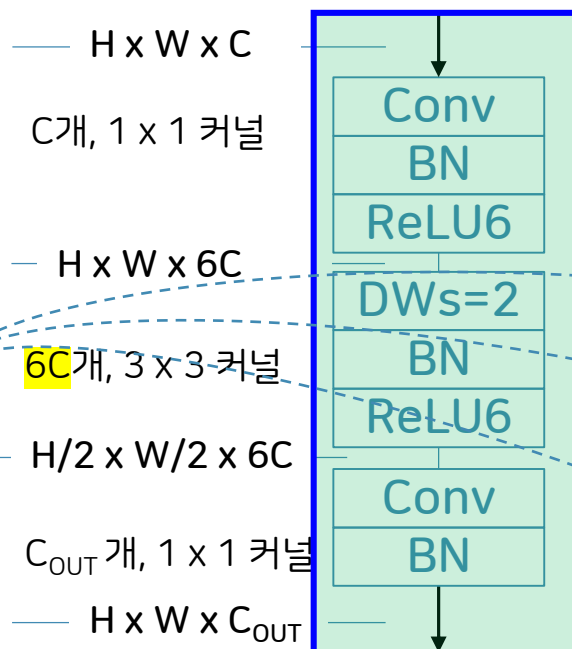 H x W x C
Conv
C개, 1 x 1 커널
BN
ReLU6
H x W x 6C
DWs=2
BN
6C개, 3 x 3 커널
ReLU6
H/2 x W/2 x 6C
Conv
C_OUT 개, 1 x 1 커널
BN
H x W x C_OUT